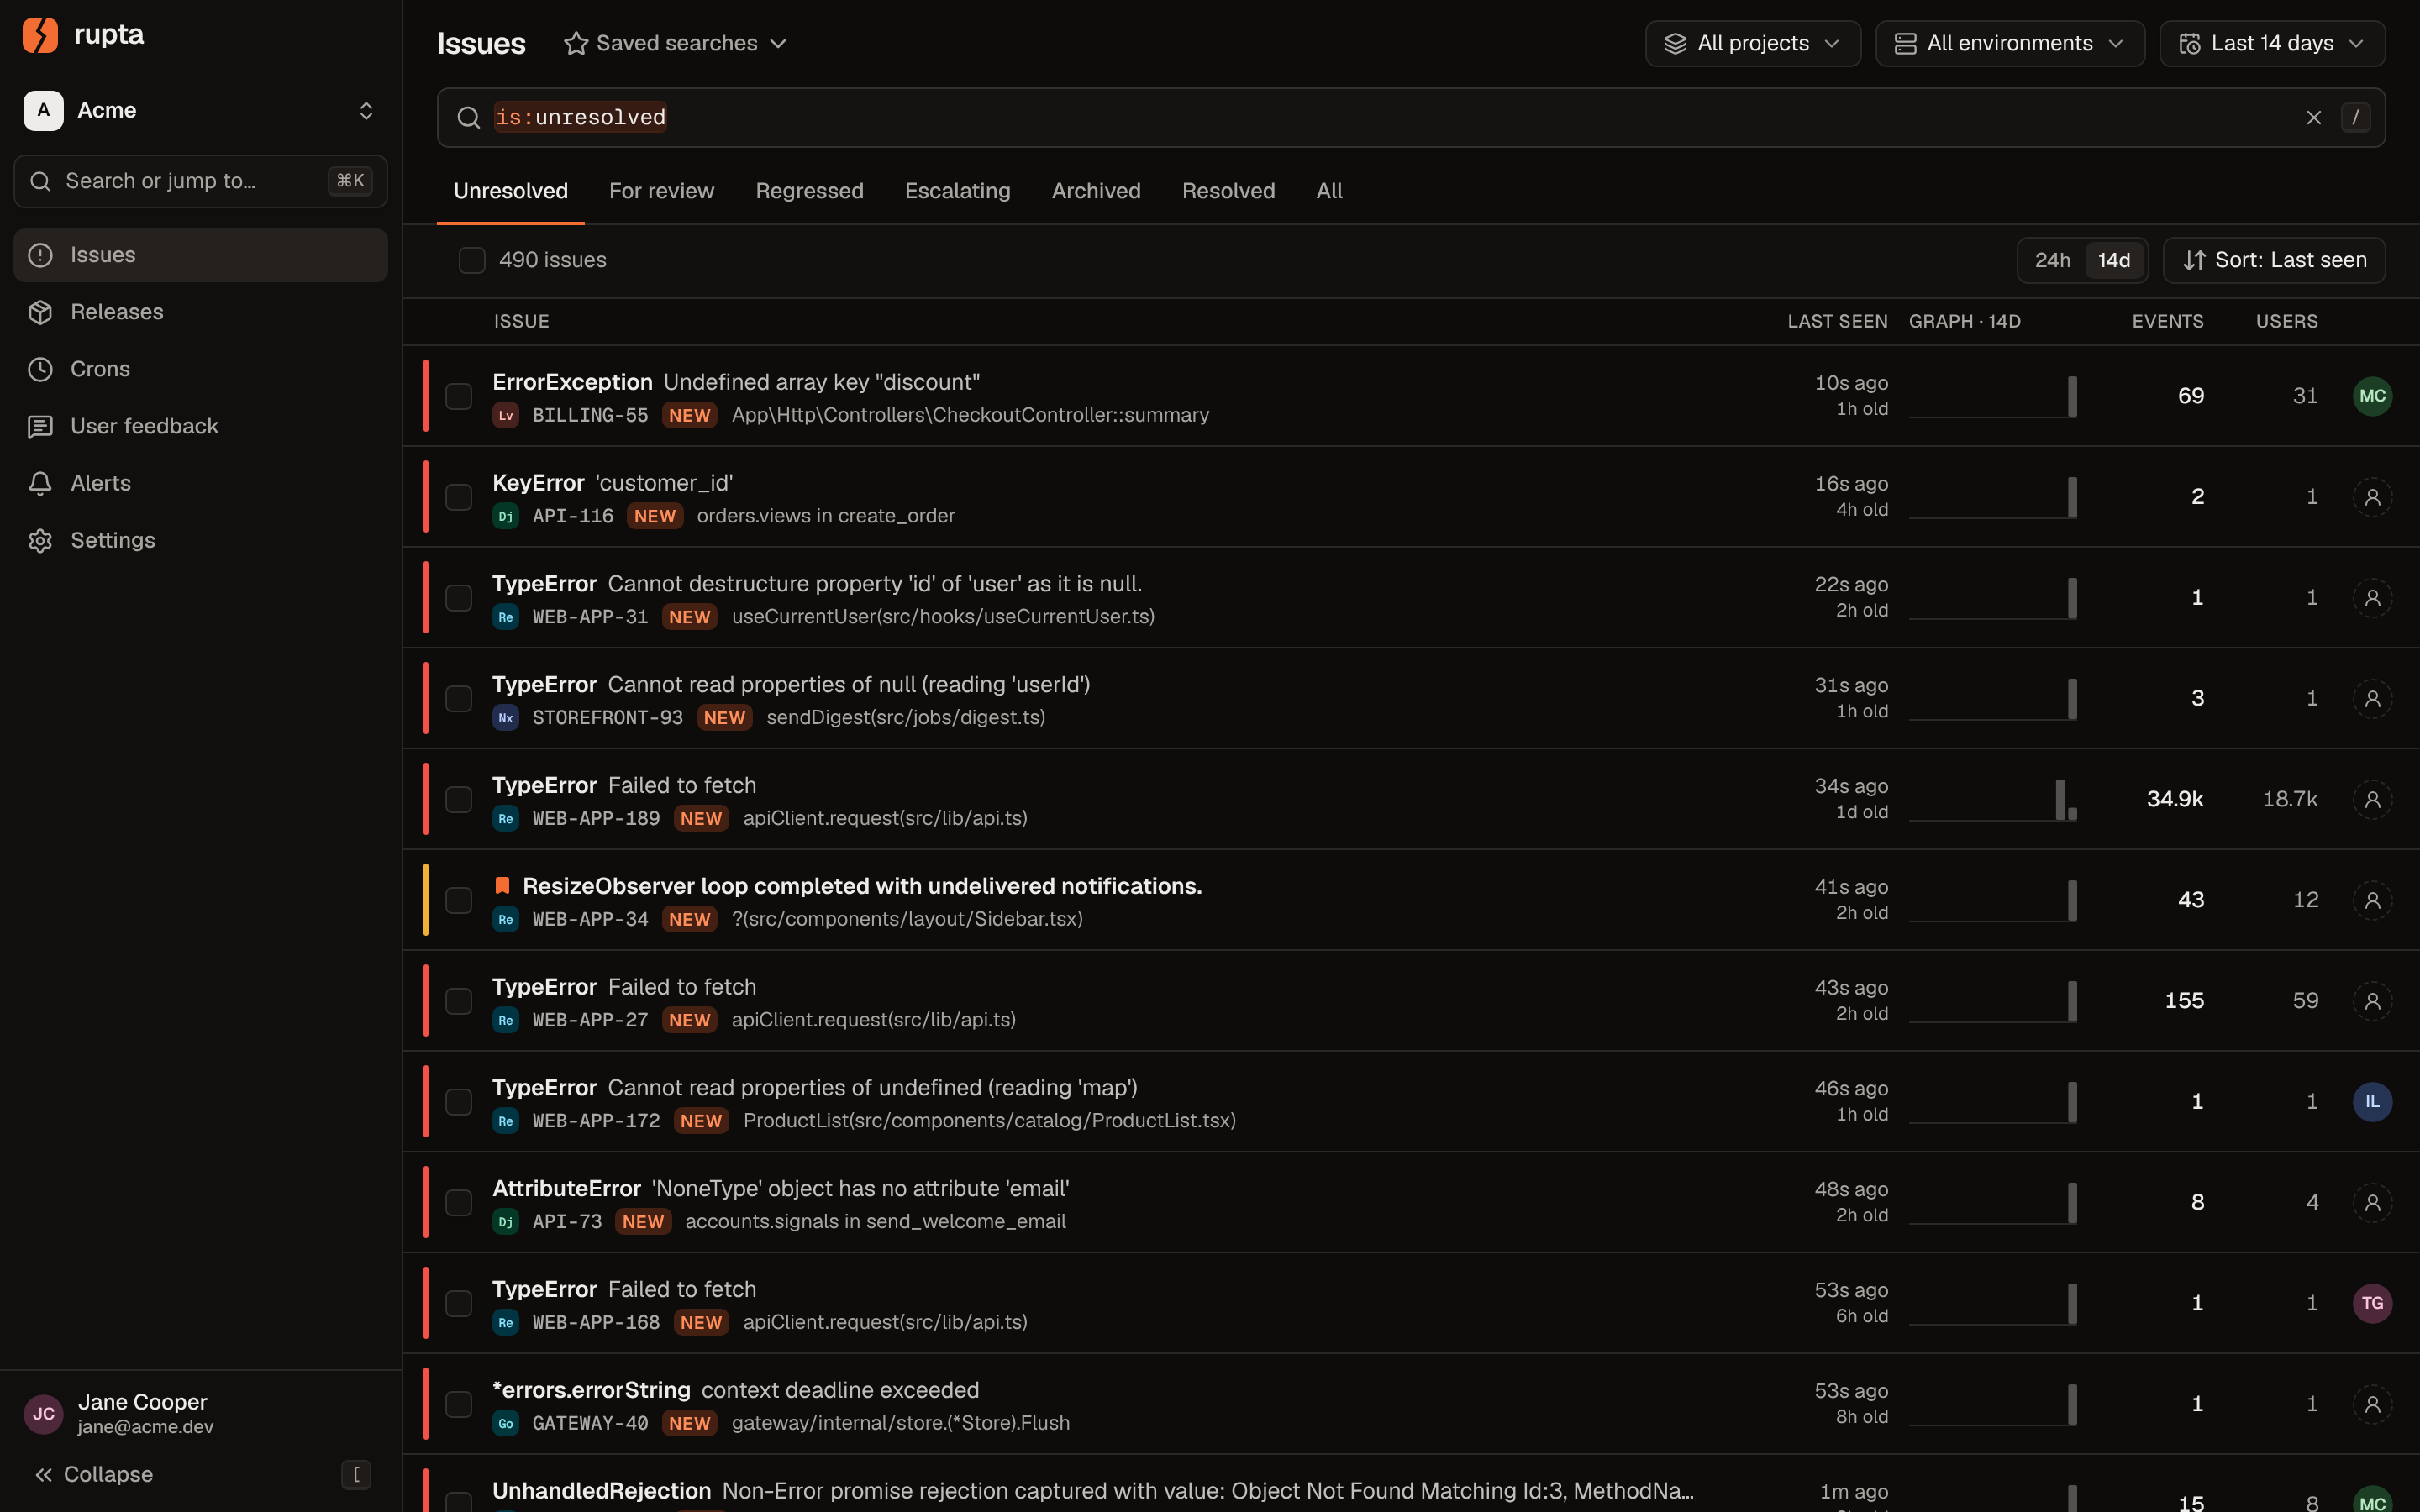 rupta
A Acme
Search or jump to… ⌘K
Issues
Releases
Crons
User feedback
Alerts
Settings
JC Jane Cooper
jane@acme.dev
Collapse [
Issues Saved searches All projects All environments Last 14 days
is:unresolved /
Unresolved For review Regressed Escalating Archived Resolved All
490 issues 24h 14d Sort: Last seen
ISSUE LAST SEEN GRAPH · 14D EVENTS USERS
ErrorException Undefined array key "discount" 10s ago 69 31 MC
Lv BILLING-55 NEW App\Http\Controllers\CheckoutController::summary 1h old
KeyError 'customer_id' 16s ago 2 1
Dj API-116 NEW orders.views in create_order 4h old
TypeError Cannot destructure property 'id' of 'user' as it is null. 22s ago 1 1
Re WEB-APP-31 NEW useCurrentUser(src/hooks/useCurrentUser.ts) 2h old
TypeError Cannot read properties of null (reading 'userId') 31s ago 3 1
Nx STOREFRONT-93 NEW sendDigest(src/jobs/digest.ts) 1h old
TypeError Failed to fetch 34s ago 34.9k 18.7k
Re WEB-APP-189 NEW apiClient.request(src/lib/api.ts) 1d old
ResizeObserver loop completed with undelivered notifications. 41s ago 43 12
Re WEB-APP-34 NEW ?(src/components/layout/Sidebar.tsx) 2h old
TypeError Failed to fetch 43s ago 155 59
Re WEB-APP-27 NEW apiClient.request(src/lib/api.ts) 2h old
TypeError Cannot read properties of undefined (reading 'map') 46s ago 1 1 IL
Re WEB-APP-172 NEW ProductList(src/components/catalog/ProductList.tsx) 1h old
AttributeError 'NoneType' object has no attribute 'email' 48s ago 8 4
Dj API-73 NEW accounts.signals in send_welcome_email 2h old
TypeError Failed to fetch 53s ago 1 1 TG
Re WEB-APP-168 NEW apiClient.request(src/lib/api.ts) 6h old
*errors.errorString context deadline exceeded 53s ago 1 1
Go GATEWAY-40 NEW gateway/internal/store.(*Store).Flush 8h old
UnhandledRejection Non-Error promise rejection captured with value: Object Not Found Matching Id:3, MethodNa… 1m ago 15 8 MC